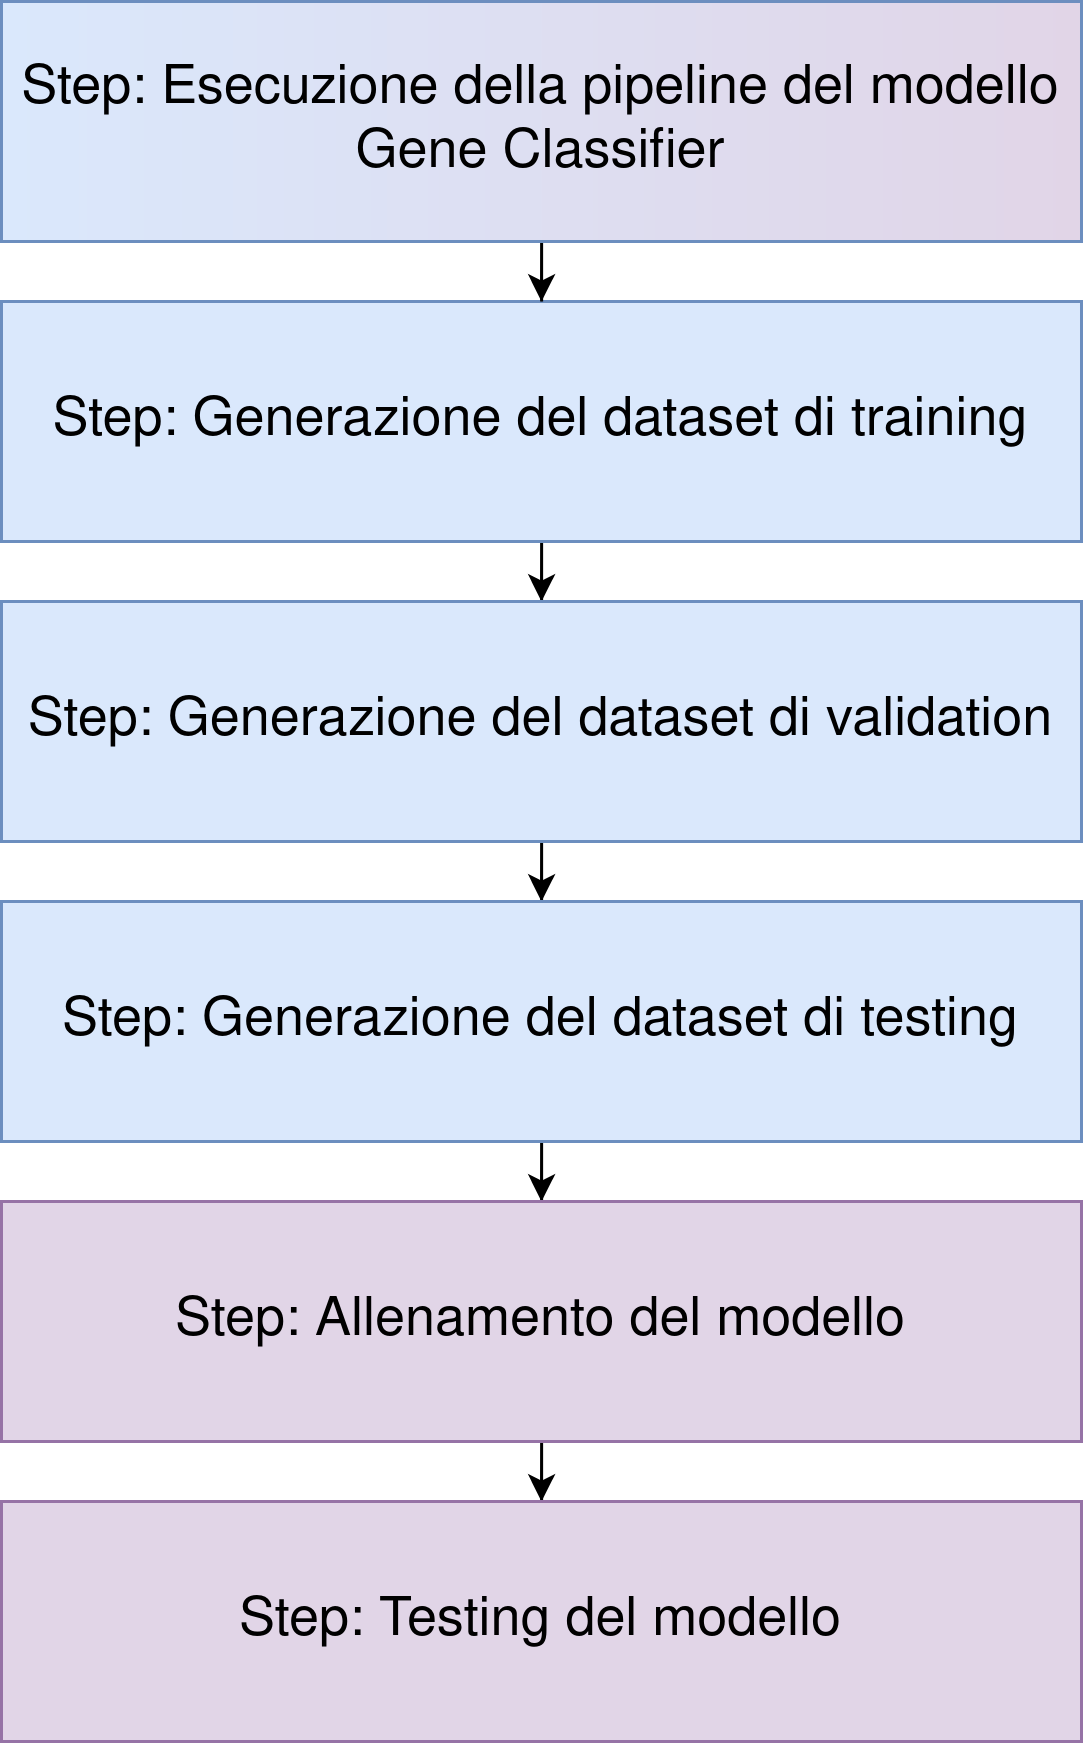 Step: Esecuzione della pipeline del modello
Gene Classifier
Step: Generazione del dataset di training
Step: Generazione del dataset di validation
Step: Generazione del dataset di testing
Step: Allenamento del modello
Step: Testing del modello